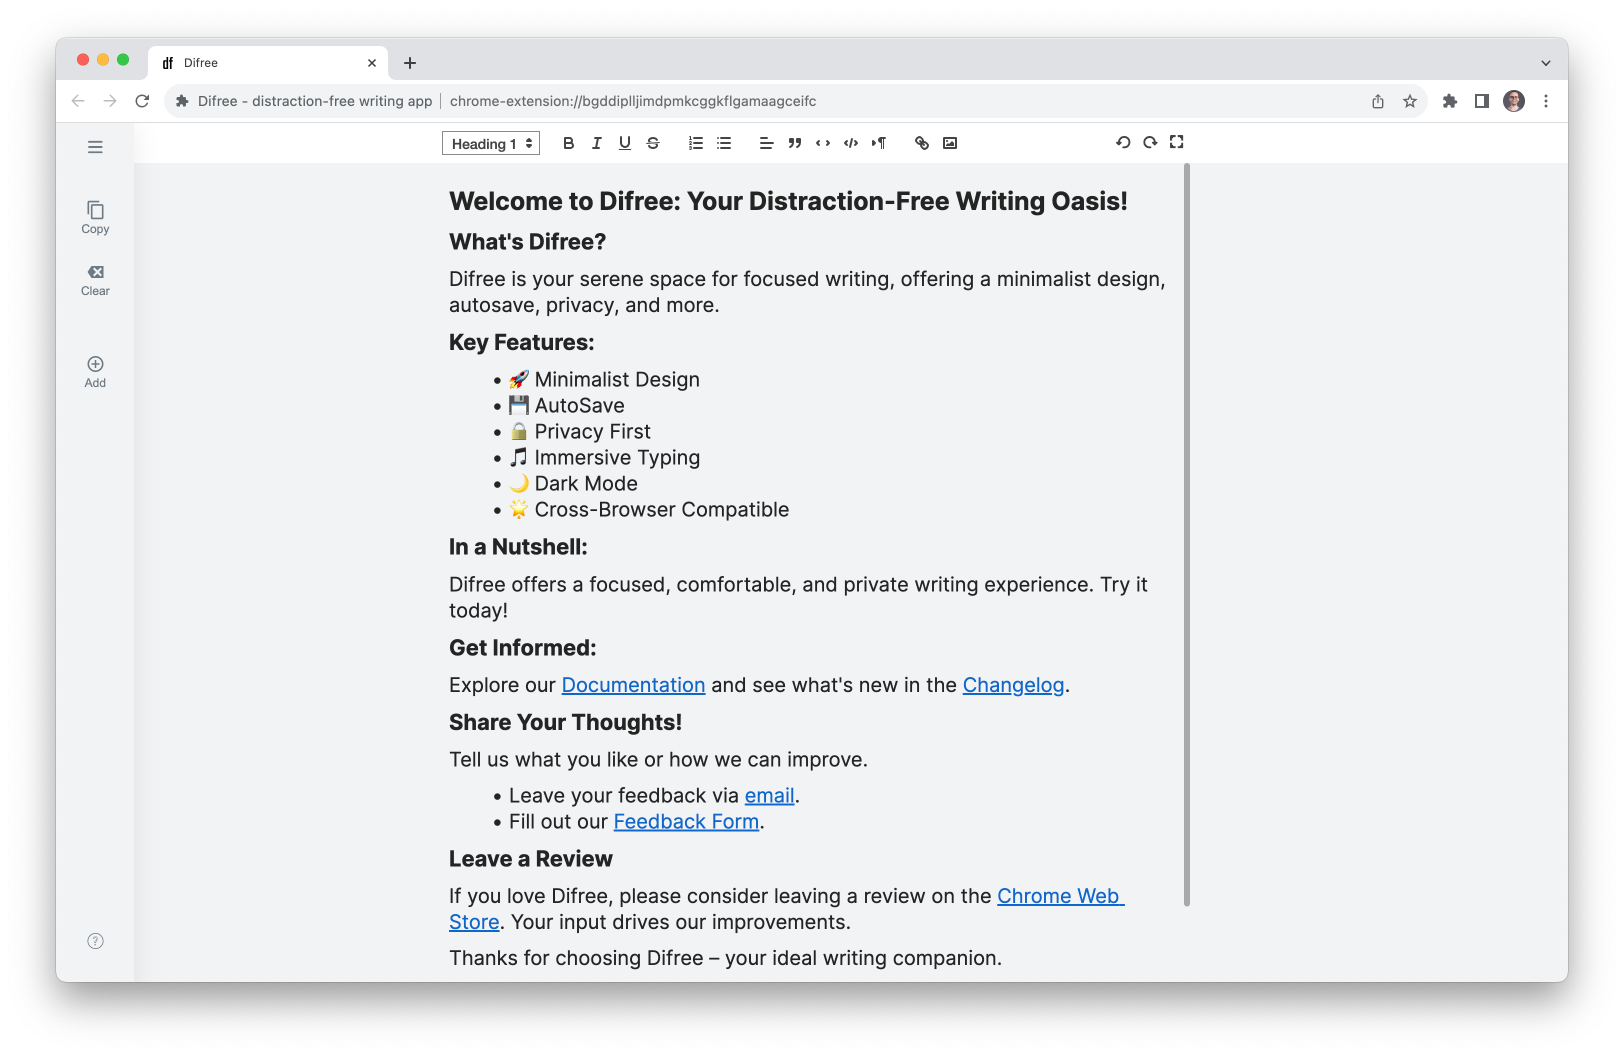 df Difree
Difree - distraction-free writing app | chrome-extension://bgddiplljimdpmkcggkflgamaagceifc
Heading 1 B I U S
Copy
Clear
Add
Welcome to Difree: Your Distraction-Free Writing Oasis!
What's Difree?
Difree is your serene space for focused writing, offering a minimalist design,
autosave, privacy, and more.
Key Features:
• 🚀 Minimalist Design
• 💾 AutoSave
• 🔒 Privacy First
• 🎵 Immersive Typing
• 🌙 Dark Mode
• 🌟 Cross-Browser Compatible
In a Nutshell:
Difree offers a focused, comfortable, and private writing experience. Try it
today!
Get Informed:
Explore our Documentation and see what's new in the Changelog.
Share Your Thoughts!
Tell us what you like or how we can improve.
• Leave your feedback via email.
• Fill out our Feedback Form.
Leave a Review
If you love Difree, please consider leaving a review on the Chrome Web
Store. Your input drives our improvements.
Thanks for choosing Difree – your ideal writing companion.